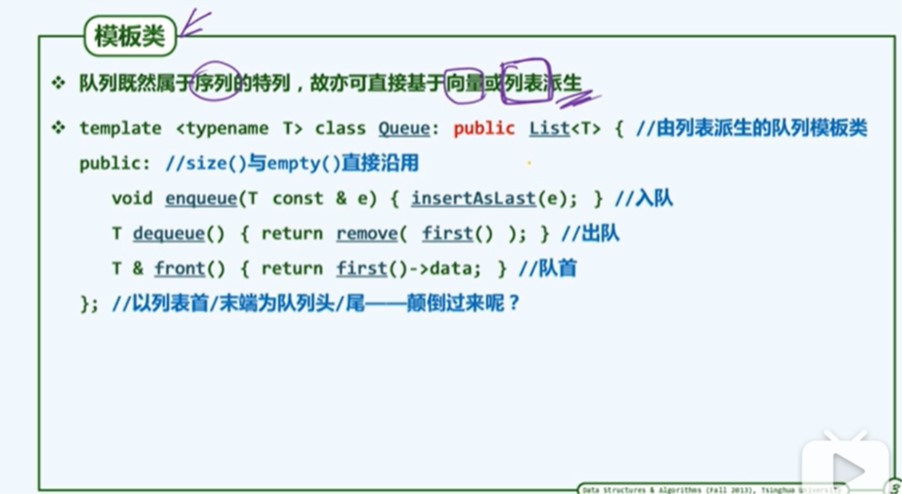 模板类
❖ 队列既然属于序列的特列，故亦可直接基于向量或列表派生
❖ template <typename T> class Queue: public List<T> { //由列表派生的队列模板类
public: //size()与empty()直接沿用
void enqueue(T const & e) { insertAsLast(e); } //入队
T dequeue() { return remove( first() ); } //出队
T & front() { return first()->data; } //队首
}; //以列表首/末端为队列头/尾——颠倒过来呢？
Data Structures & Algorithms (Fall 2013), Tsinghua University